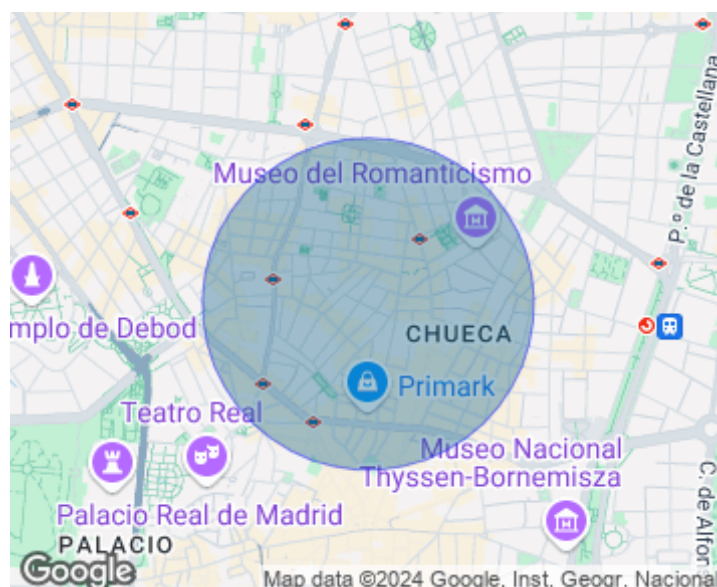 P.º de la Castellana
Museo del Romanticismo
mplo de Debod
CHUECA
Primark
Teatro Real
Museo Nacional
Thyssen-Bornemisza
Palacio Real de Madrid
PALACIO
C. de Alfon
Google
Map data ©2024 Google, Inst. Geogr. Nacional